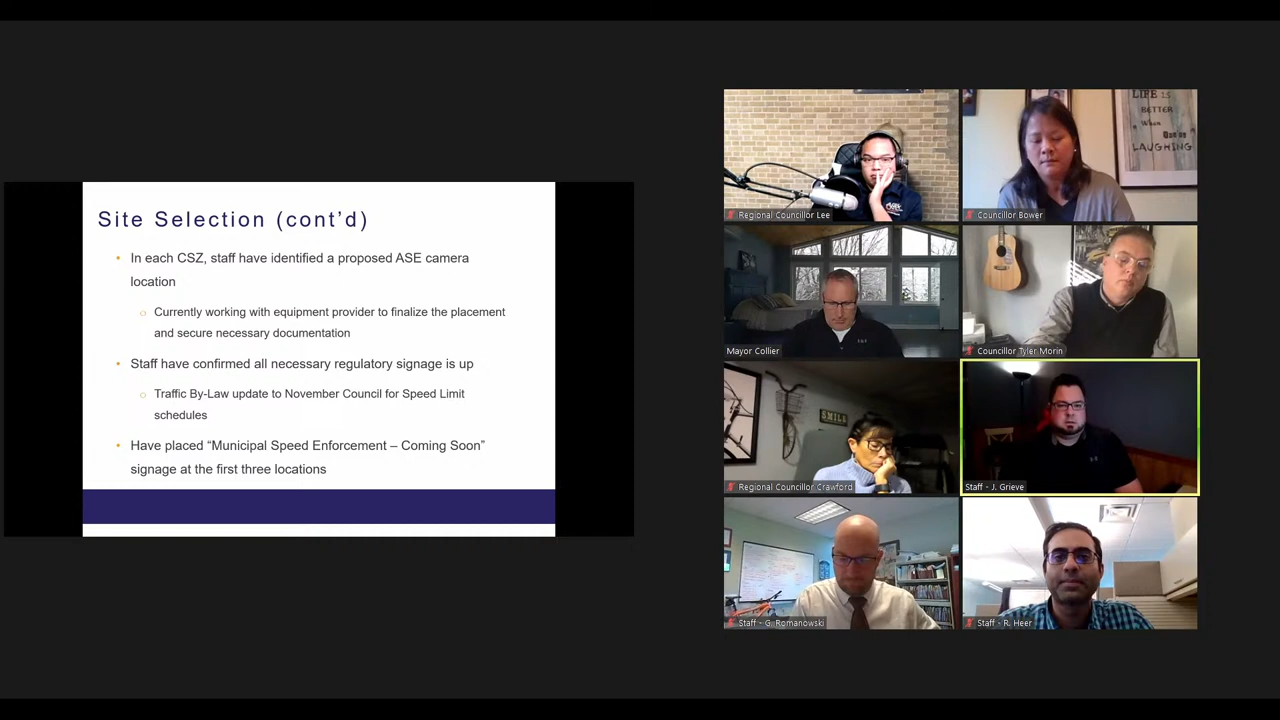 Site Selection (cont'd)
• In each CSZ, staff have identified a proposed ASE camera
location
o Currently working with equipment provider to finalize the placement
and secure necessary documentation
• Staff have confirmed all necessary regulatory signage is up
o Traffic By-Law update to November Council for Speed Limit
schedules
• Have placed “Municipal Speed Enforcement – Coming Soon”
signage at the first three locations
Regional Councillor Lee
LIFE is
BETTER
When
LAUGHING
Councillor Bower
Mayor Collier
Councillor Tyler Morin
SMILE
Regional Councillor Crawford
Staff - J. Grieve
Staff - G. Romanowski
Staff - R. Heer